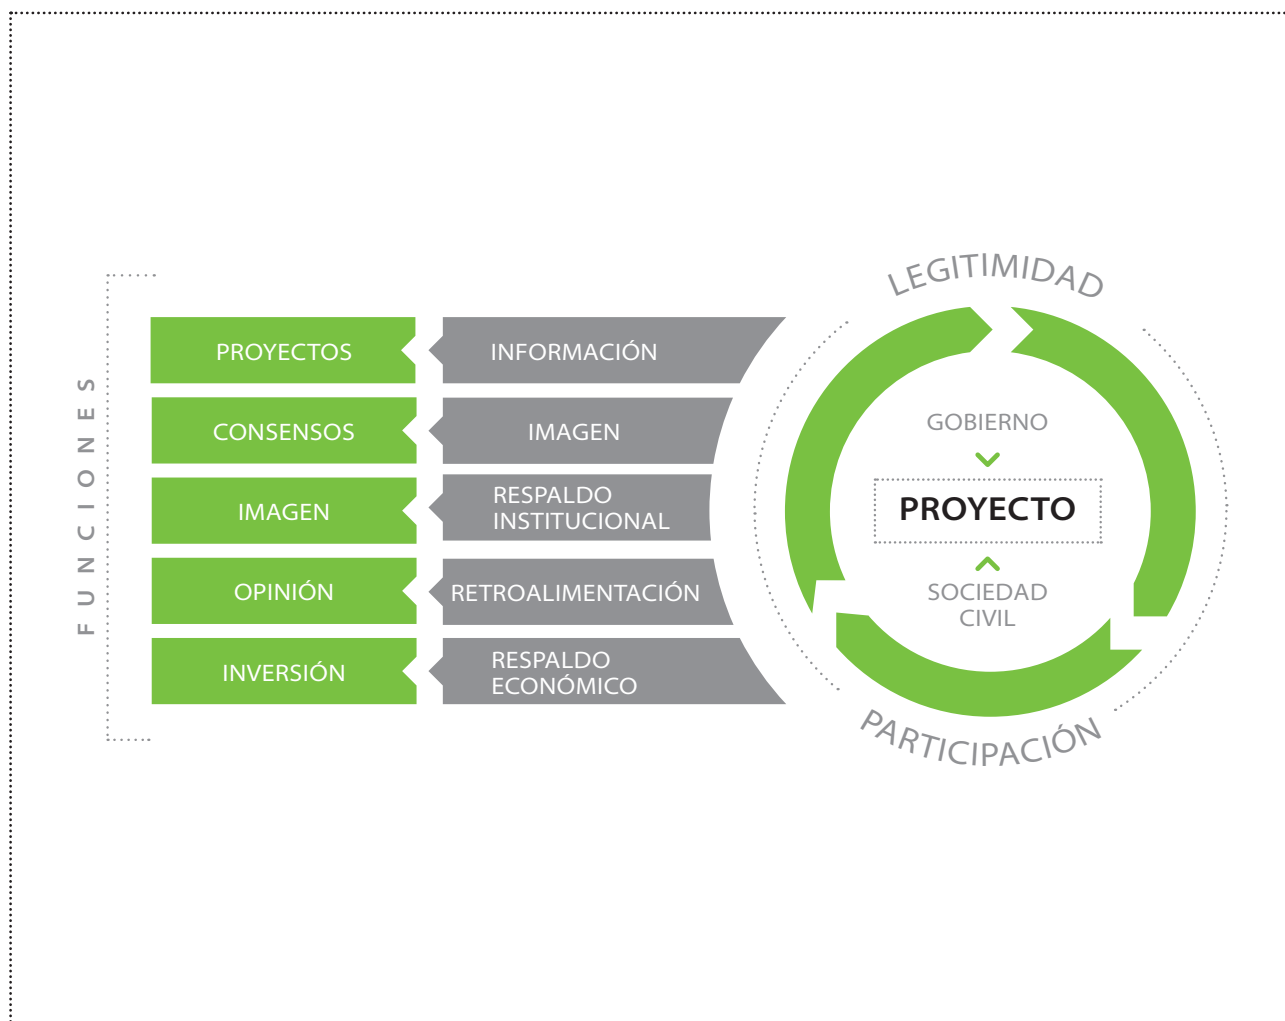 FUNCIONES
PROYECTOS
INFORMACIÓN
CONSENSOS
IMAGEN
IMAGEN
RESPALDO
INSTITUCIONAL
OPINIÓN
RETROALIMENTACIÓN
INVERSIÓN
RESPALDO
ECONÓMICO
LEGITIMIDAD
GOBIERNO
PROYECTO
SOCIEDAD
CIVIL
PARTICIPACIÓN